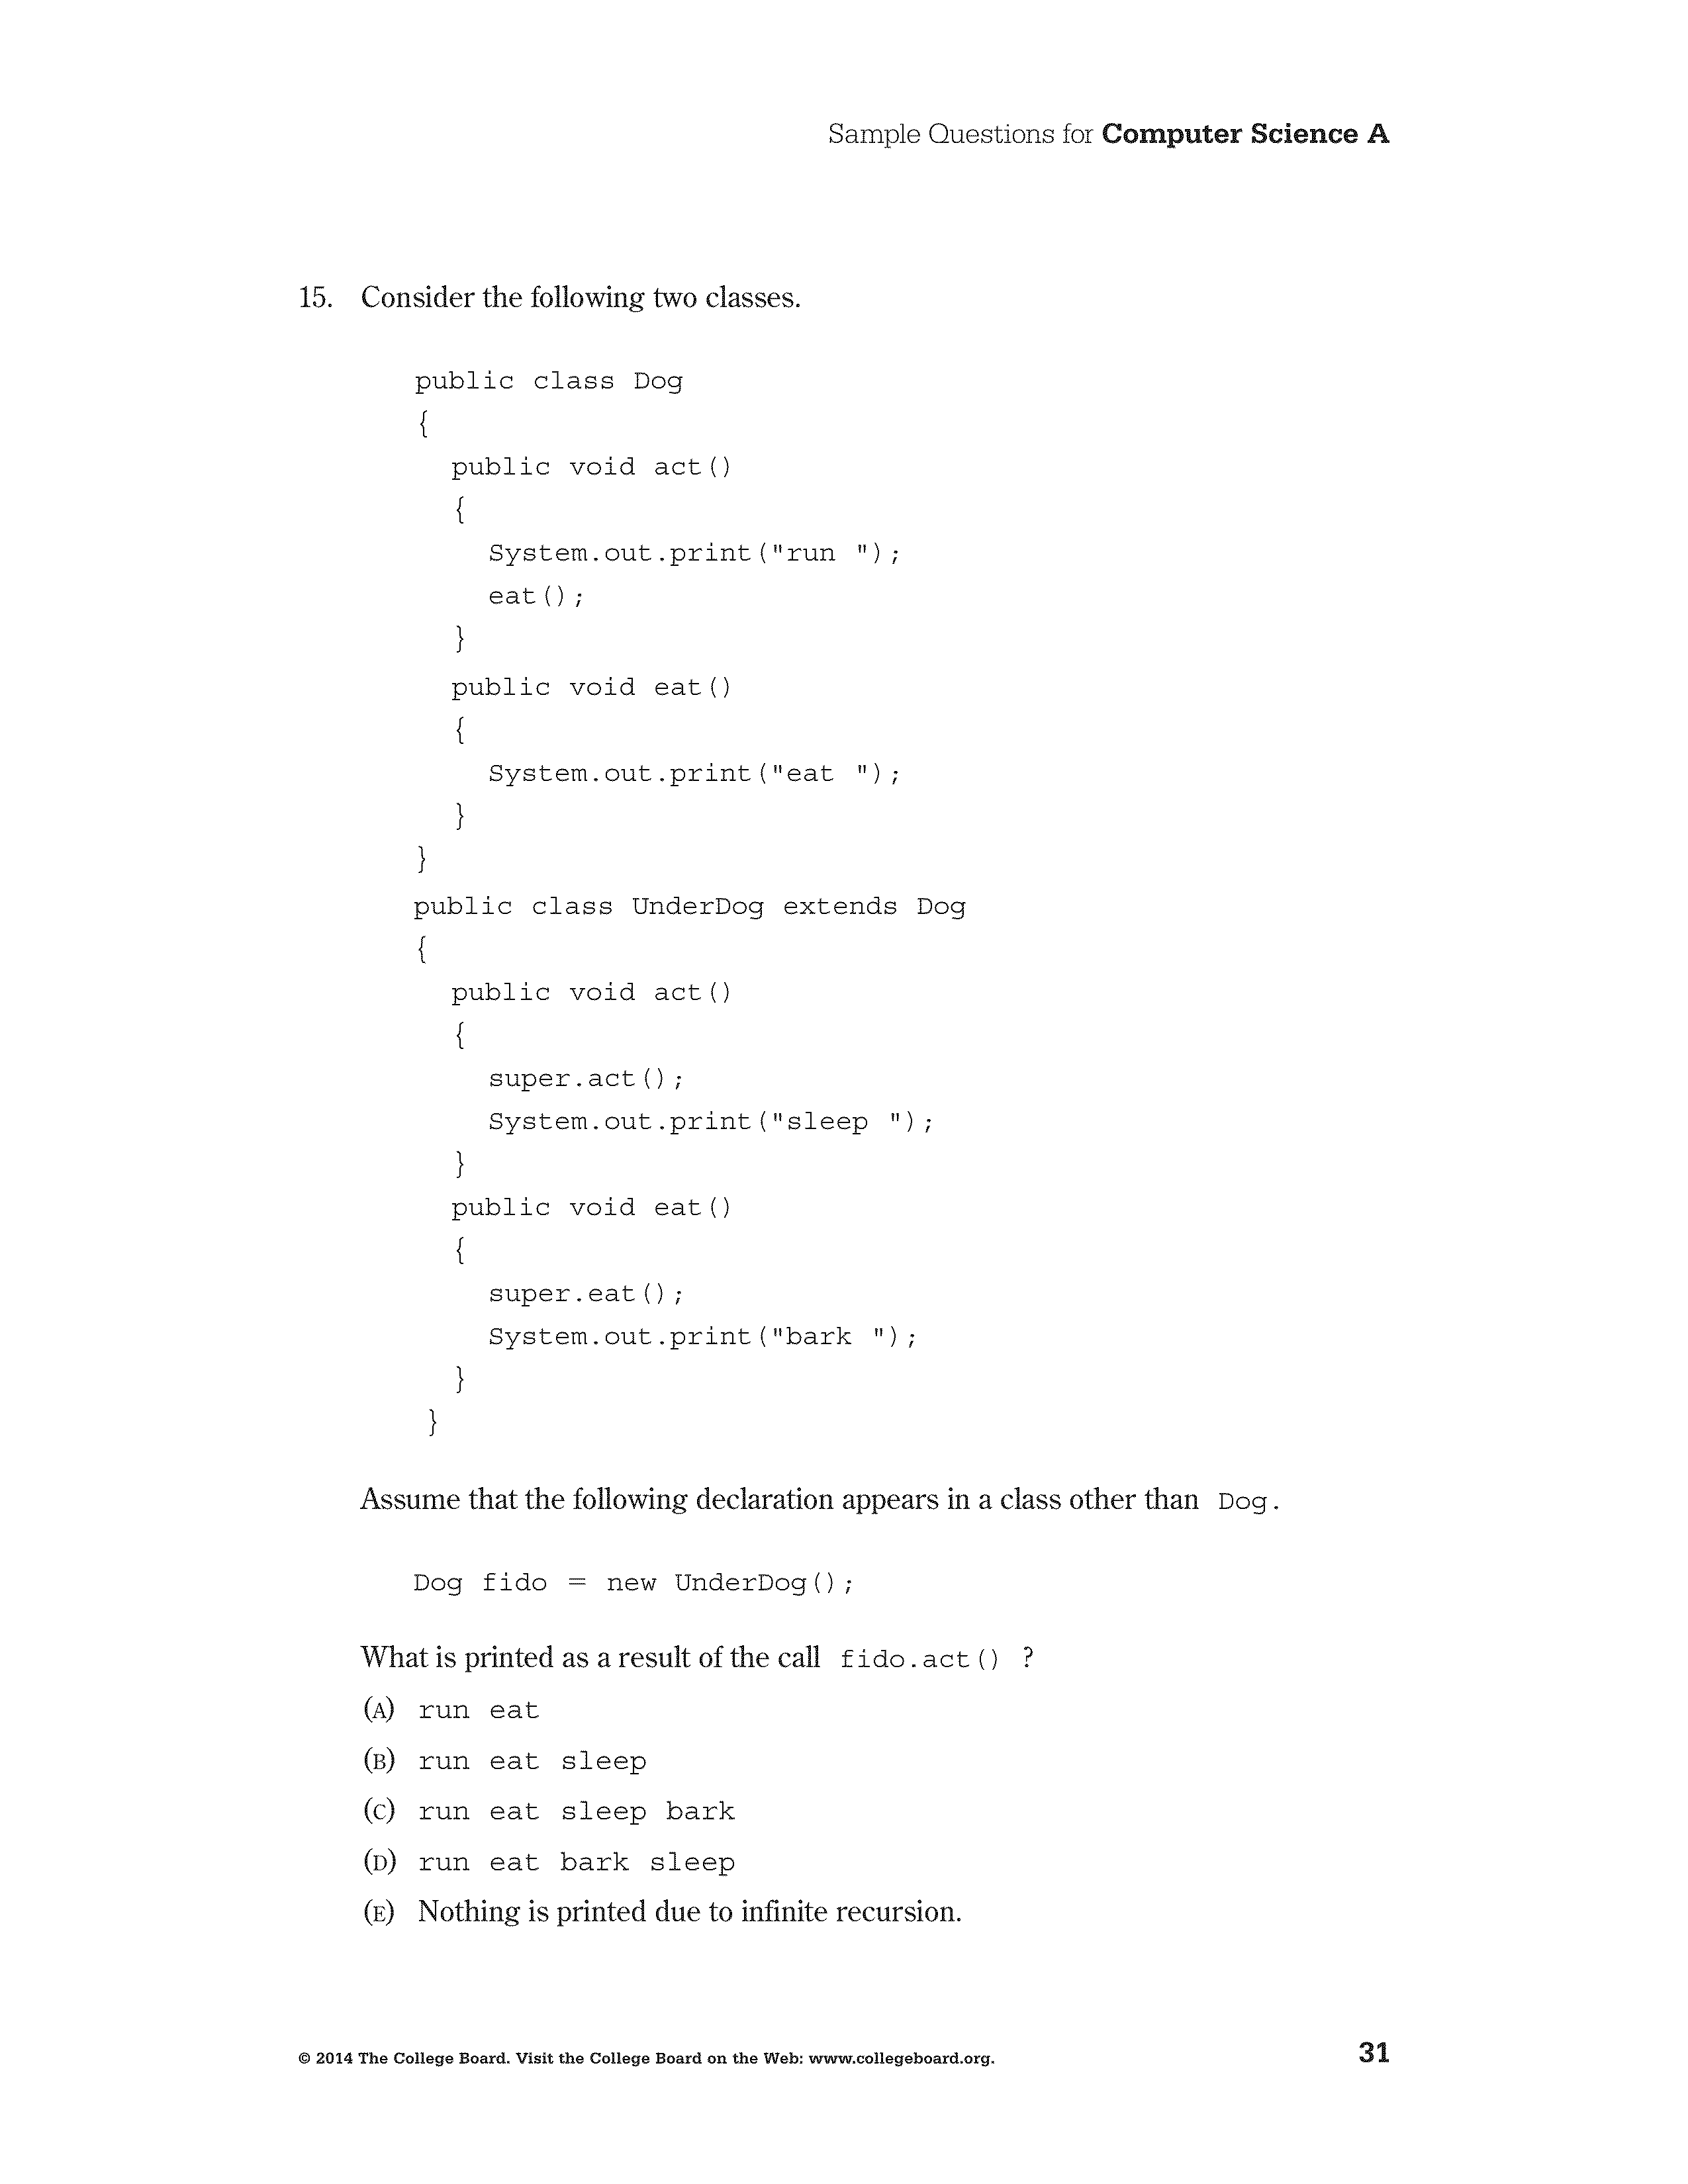 Sample Questions for Computer Science A
15. Consider the following two classes.
public class Dog
{
public void act()
{
System.out.print("run ");
eat();
}
public void eat()
{
System.out.print("eat ");
}
}
public class UnderDog extends Dog
{
public void act()
{
super.act();
System.out.print("sleep ");
}
public void eat()
{
super.eat();
System.out.print("bark ");
}
}
Assume that the following declaration appears in a class other than Dog.
Dog fido = new UnderDog();
What is printed as a result of the call fido.act() ?
(A) run eat
(B) run eat sleep
(C) run eat sleep bark
(D) run eat bark sleep
(E) Nothing is printed due to infinite recursion.
© 2014 The College Board. Visit the College Board on the Web: www.collegeboard.org.
31